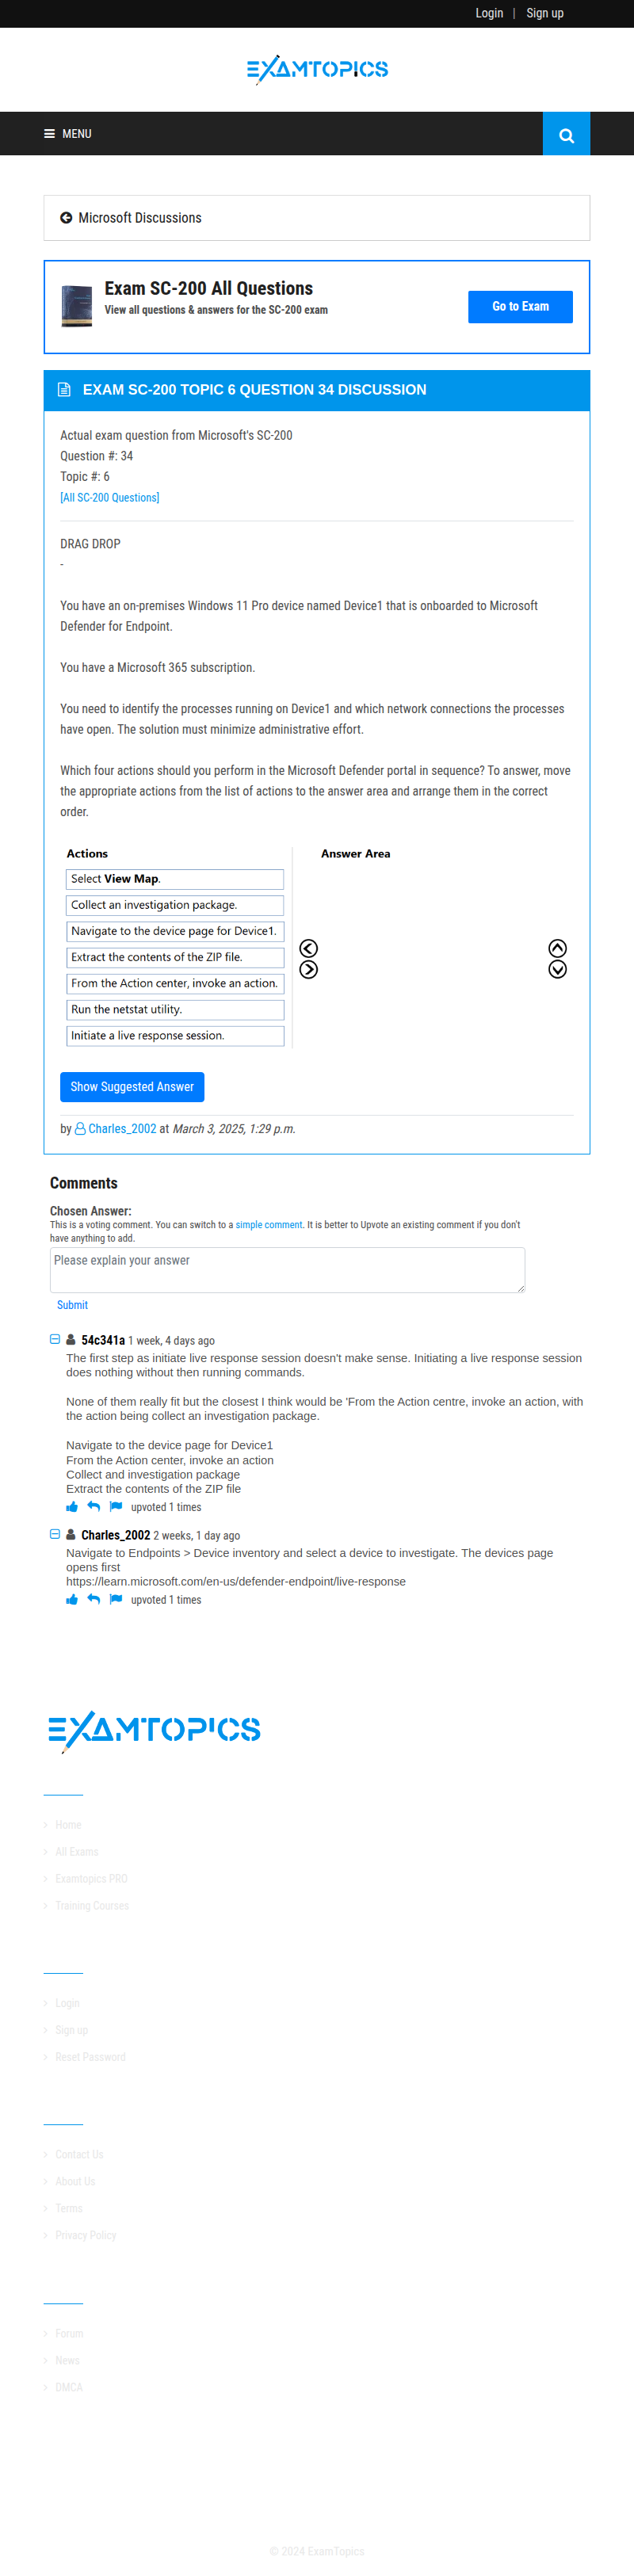 Login | Sign up
EXAMTOPICS
MENU
Microsoft Discussions
Exam SC-200 All Questions
View all questions & answers for the SC-200 exam
Go to Exam
EXAM SC-200 TOPIC 6 QUESTION 34 DISCUSSION
Actual exam question from Microsoft's SC-200
Question #: 34
Topic #: 6
[All SC-200 Questions]
DRAG DROP
-
You have an on-premises Windows 11 Pro device named Device1 that is onboarded to Microsoft
Defender for Endpoint.
You have a Microsoft 365 subscription.
You need to identify the processes running on Device1 and which network connections the processes
have open. The solution must minimize administrative effort.
Which four actions should you perform in the Microsoft Defender portal in sequence? To answer, move
the appropriate actions from the list of actions to the answer area and arrange them in the correct
order.
Actions
Answer Area
Select View Map.
Collect an investigation package.
Navigate to the device page for Device1.
Extract the contents of the ZIP file.
From the Action center, invoke an action.
Run the netstat utility.
Initiate a live response session.
Show Suggested Answer
by Charles_2002 at March 3, 2025, 1:29 p.m.
Comments
Chosen Answer:
This is a voting comment. You can switch to a simple comment. It is better to Upvote an existing comment if you don't
have anything to add.
Please explain your answer
Submit
54c341a 1 week, 4 days ago
The first step as initiate live response session doesn't make sense. Initiating a live response session
does nothing without then running commands.
None of them really fit but the closest I think would be 'From the Action centre, invoke an action, with
the action being collect an investigation package.
Navigate to the device page for Device1
From the Action center, invoke an action
Collect and investigation package
Extract the contents of the ZIP file
upvoted 1 times
Charles_2002 2 weeks, 1 day ago
Navigate to Endpoints > Device inventory and select a device to investigate. The devices page
opens first
https://learn.microsoft.com/en-us/defender-endpoint/live-response
upvoted 1 times
EXAMTOPICS
Home
All Exams
Examtopics PRO
Training Courses
Login
Sign up
Reset Password
Contact Us
About Us
Terms
Privacy Policy
Forum
News
DMCA
© 2024 ExamTopics